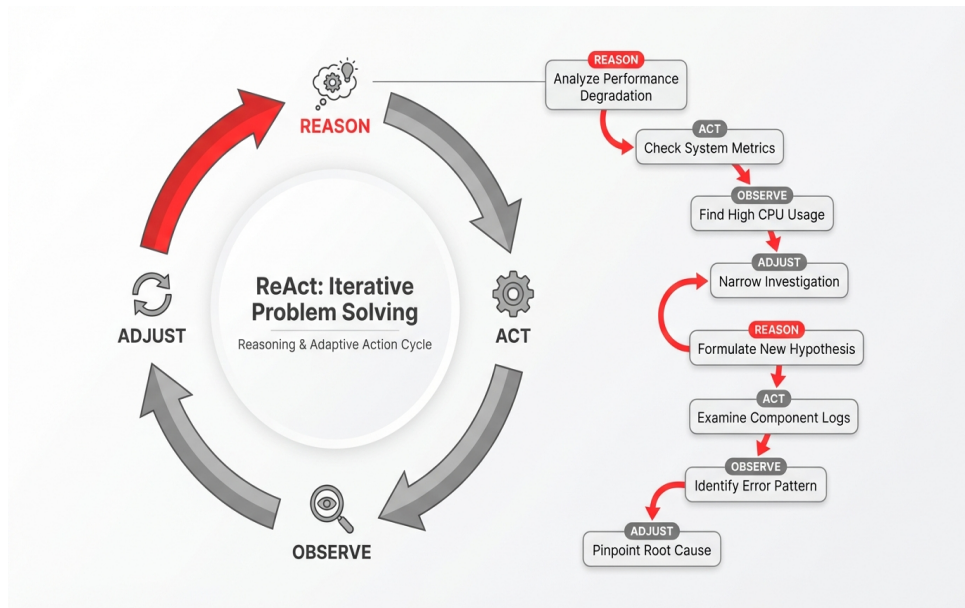 REASON
ACT
OBSERVE
ADJUST
ReAct: Iterative
Problem Solving
Reasoning & Adaptive Action Cycle
REASON
Analyze Performance
Degradation
ACT
Check System Metrics
OBSERVE
Find High CPU Usage
ADJUST
Narrow Investigation
REASON
Formulate New Hypothesis
ACT
Examine Component Logs
OBSERVE
Identify Error Pattern
ADJUST
Pinpoint Root Cause